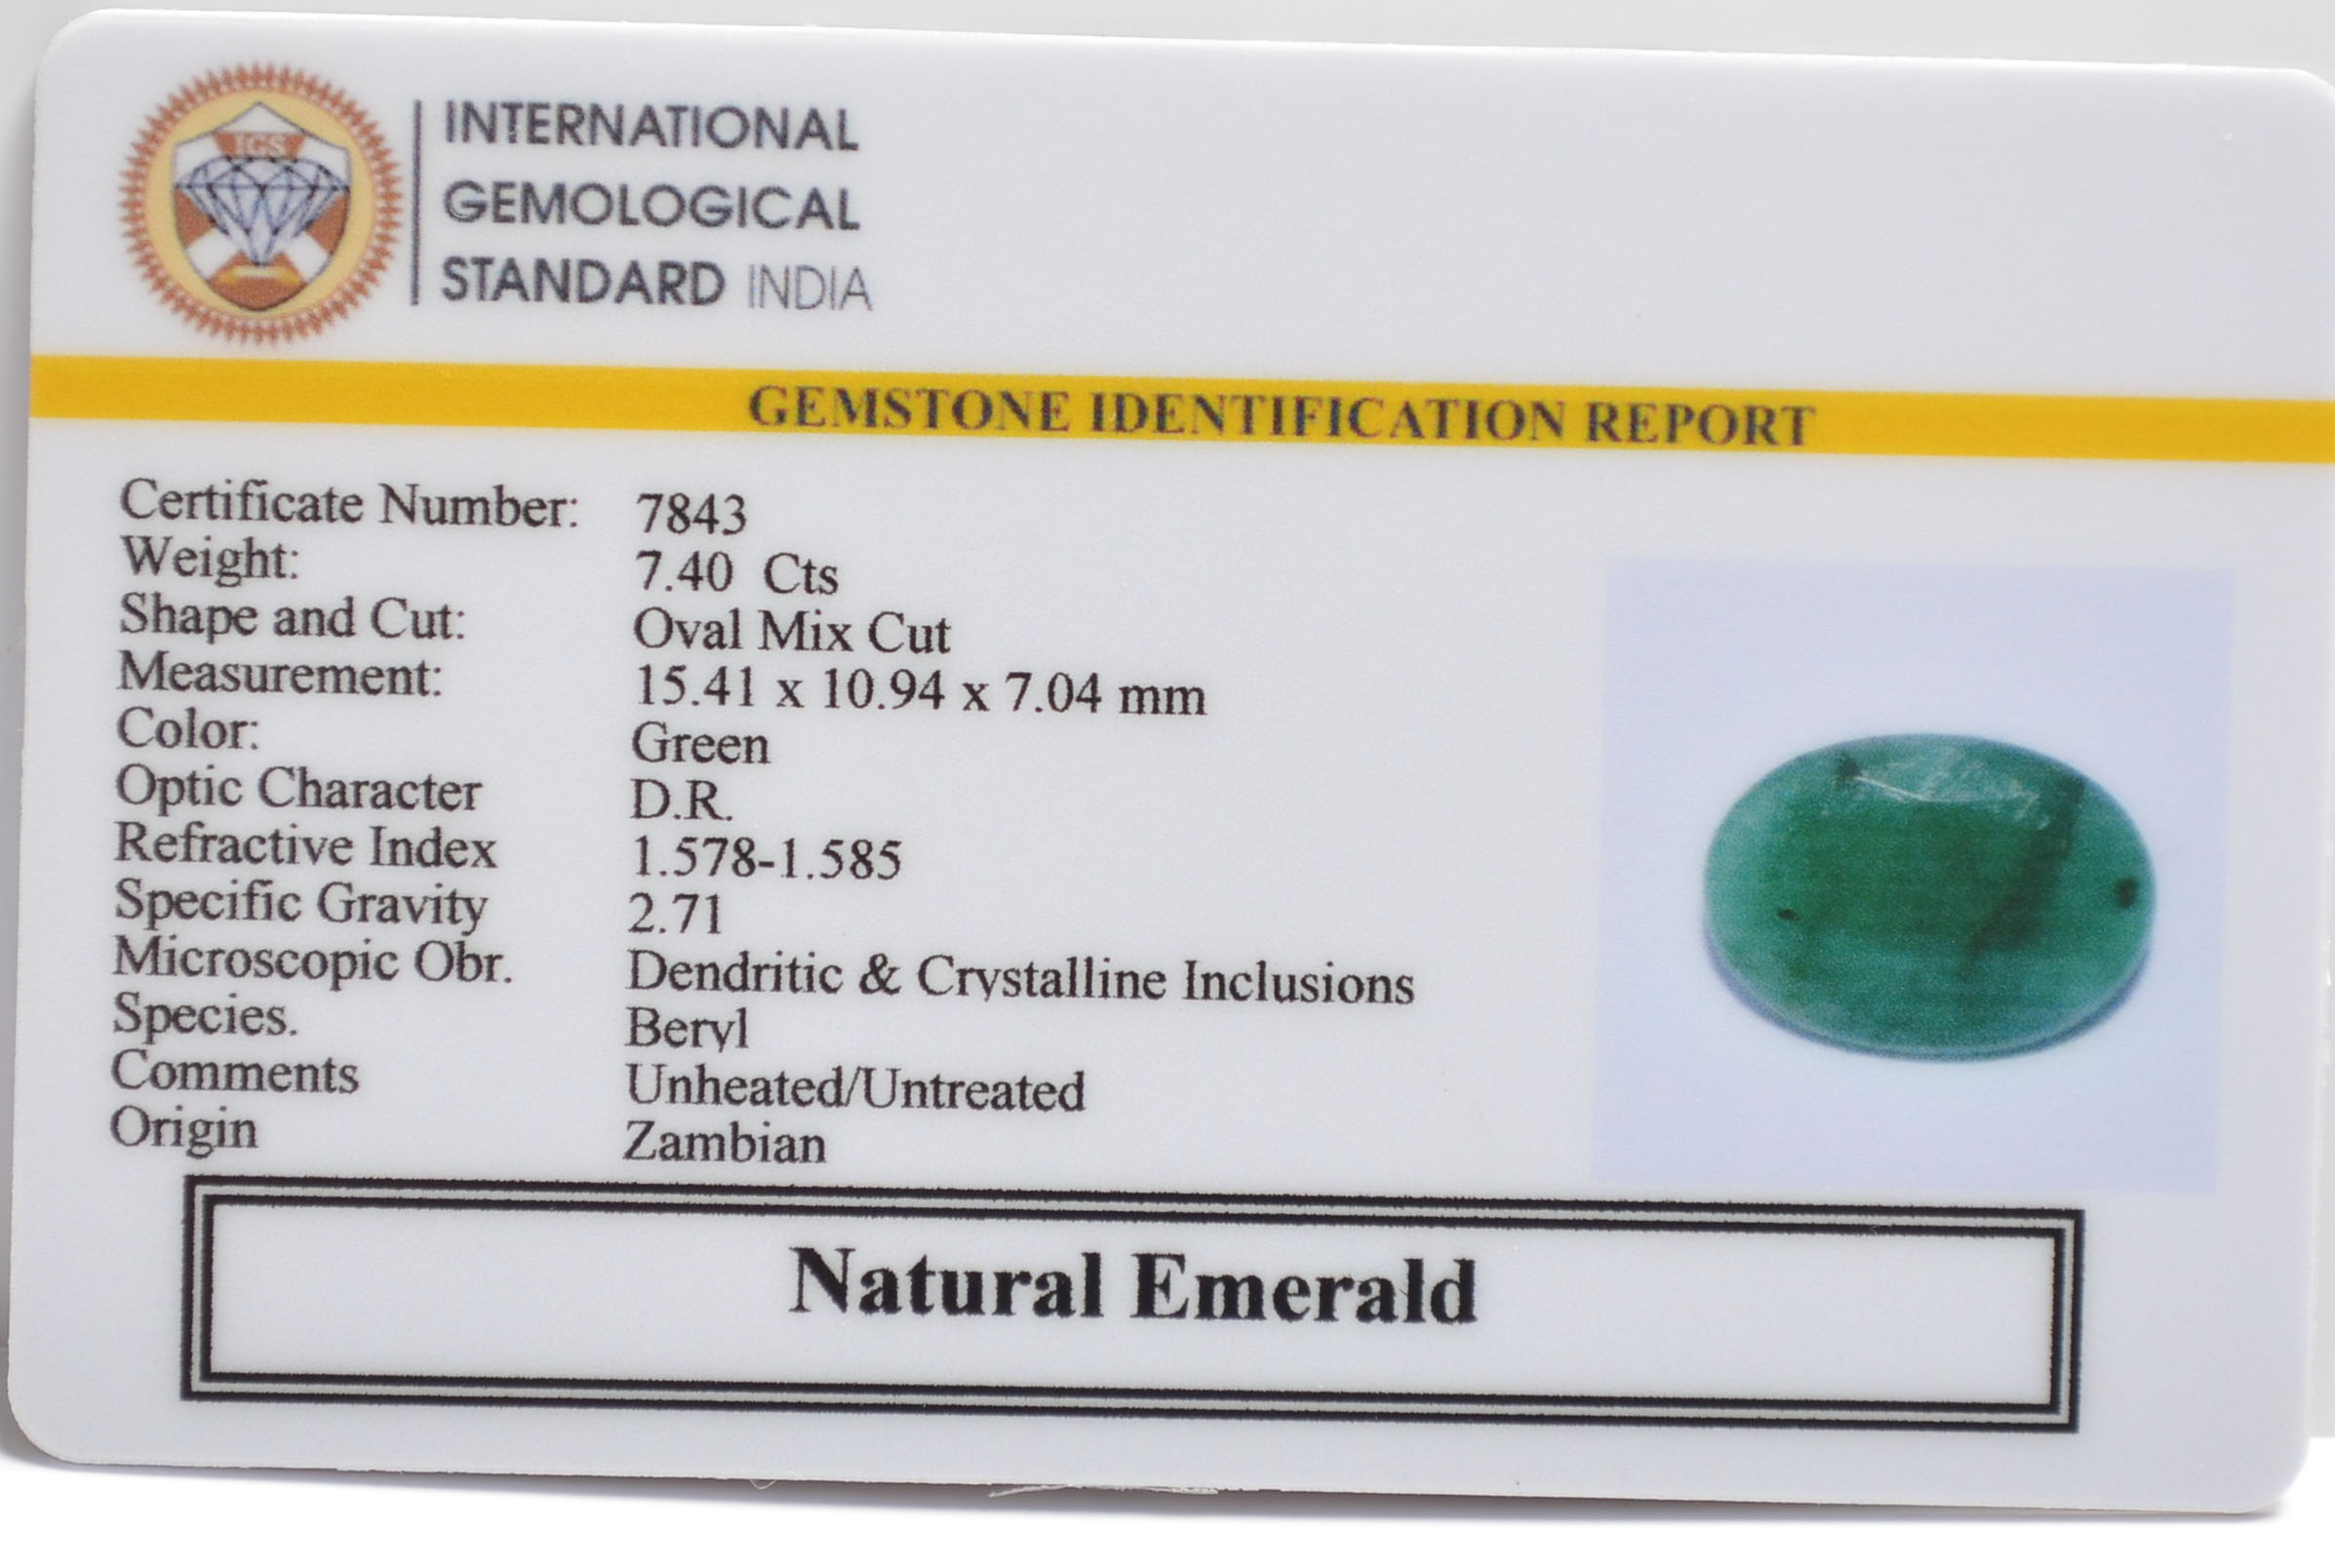 IGS
INTERNATIONAL
GEMOLOGICAL
STANDARD INDIA
GEMSTONE IDENTIFICATION REPORT
Certificate Number: 7843
Weight: 7.40 Cts
Shape and Cut: Oval Mix Cut
Measurement: 15.41 x 10.94 x 7.04 mm
Color: Green
Optic Character D.R.
Refractive Index 1.578-1.585
Specific Gravity 2.71
Microscopic Obr. Dendritic & Crystalline Inclusions
Species. Beryl
Comments Unheated/Untreated
Origin Zambian
Natural Emerald